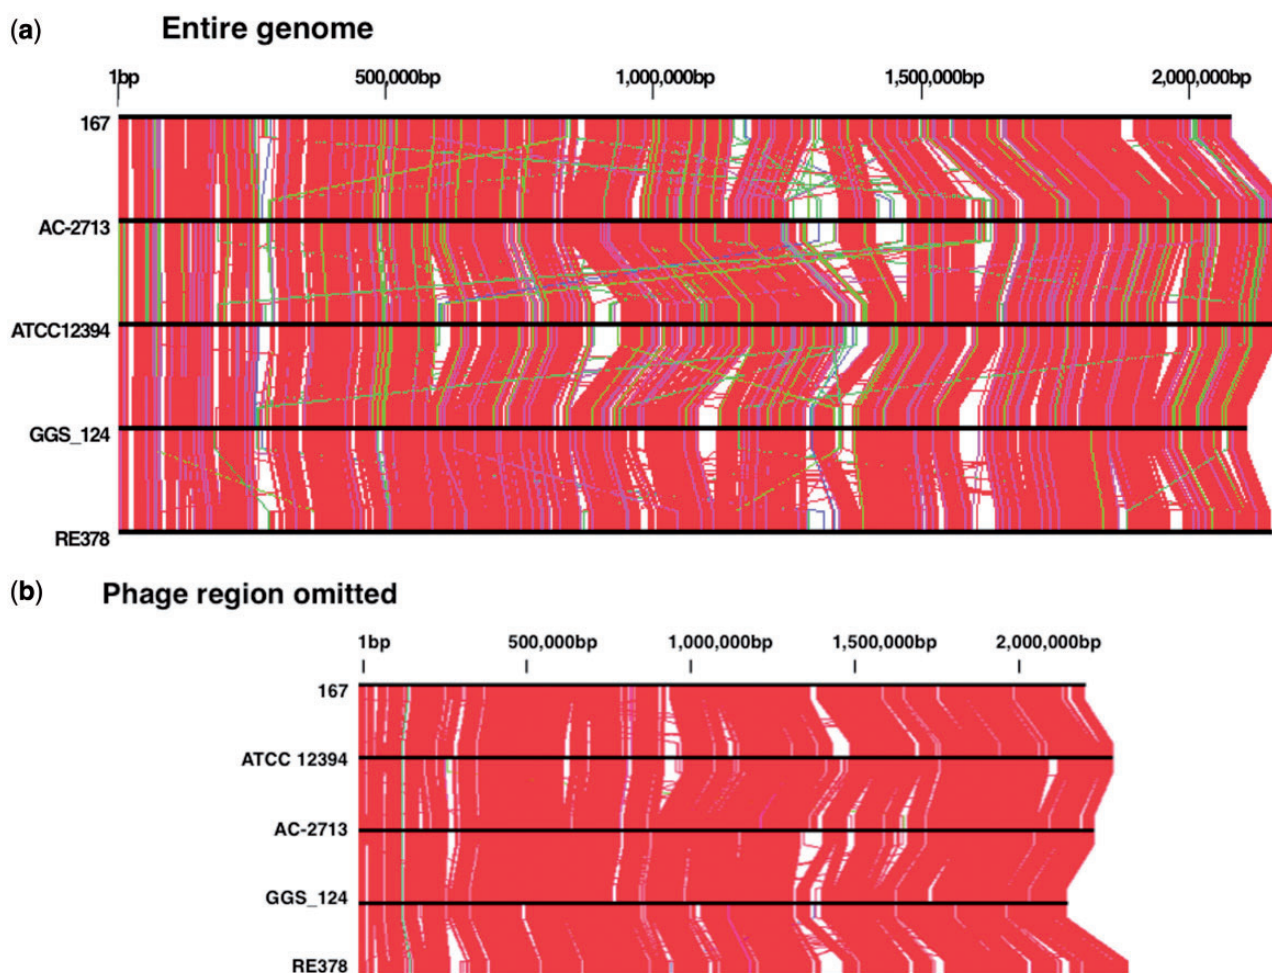 (a) Entire genome
1bp 500,000bp 1,000,000bp 1,500,000bp 2,000,000bp
167
AC-2713
ATCC12394
GGS_124
RE378
(b) Phage region omitted
1bp 500,000bp 1,000,000bp 1,500,000bp 2,000,000bp
167
ATCC 12394
AC-2713
GGS_124
RE378